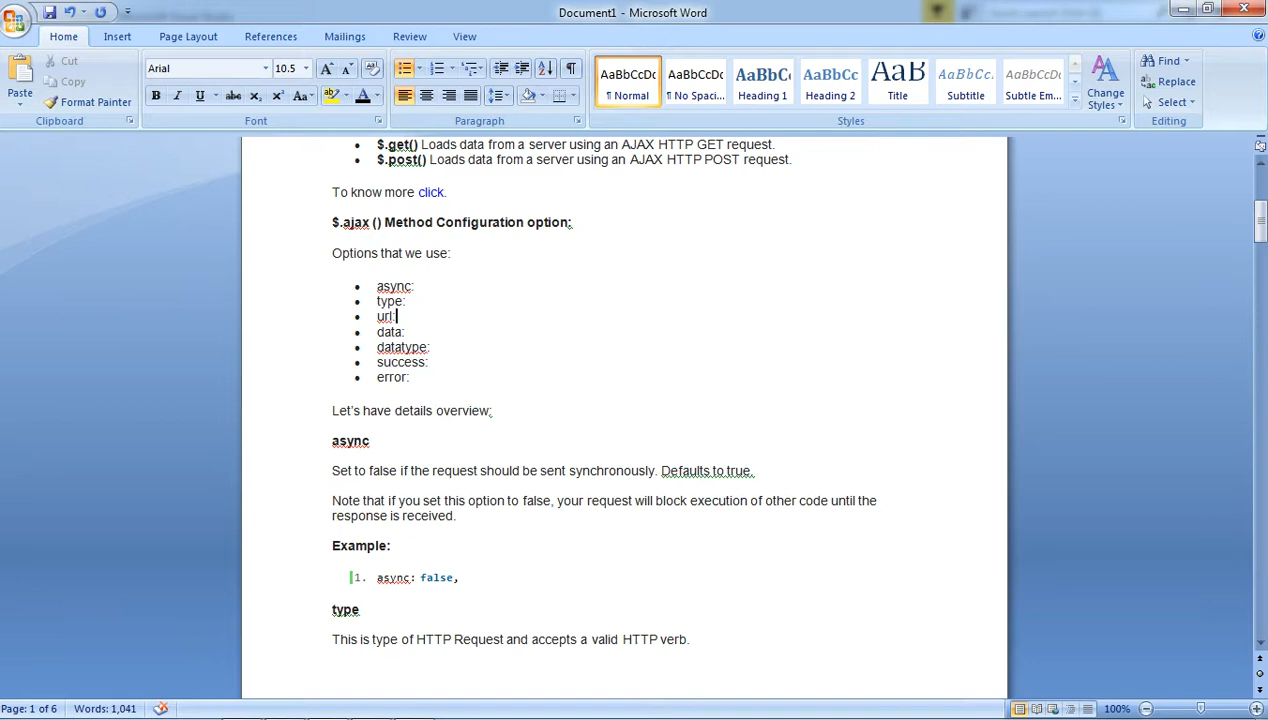 Document1 - Microsoft Word
Home Insert Page Layout References Mailings Review View
Paste
Cut
Copy
Format Painter
Clipboard
Arial 10.5
Font
Paragraph
AaBbCcDc AaBbCcDc AaBbCc AaBbCc AaB AaBbCc. AaBbCcDc
¶ Normal ¶ No Spaci... Heading 1 Heading 2 Title Subtitle Subtle Em...
Change Styles
Styles
Find
Replace
Select
Editing
• $.get() Loads data from a server using an AJAX HTTP GET request.
• $.post() Loads data from a server using an AJAX HTTP POST request.
To know more click.
$.ajax () Method Configuration option:
Options that we use:
• async:
• type:
• url:
• data:
• datatype:
• success:
• error:
Let's have details overview:
async
Set to false if the request should be sent synchronously. Defaults to true.
Note that if you set this option to false, your request will block execution of other code until the
response is received.
Example:
1. async: false,
type
This is type of HTTP Request and accepts a valid HTTP verb.
Page: 1 of 6 Words: 1,041 100%